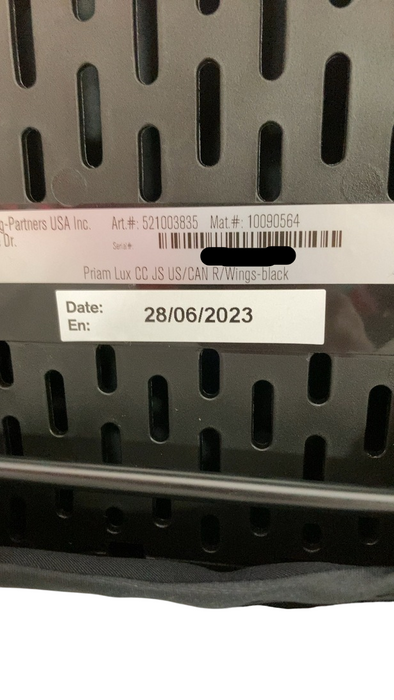 g-Partners USA Inc. Art.#: 521003835 Mat.#: 10090564
Dr. Serial#:
Priam Lux CC JS US/CAN R/Wings-black
Date: 28/06/2023
En: